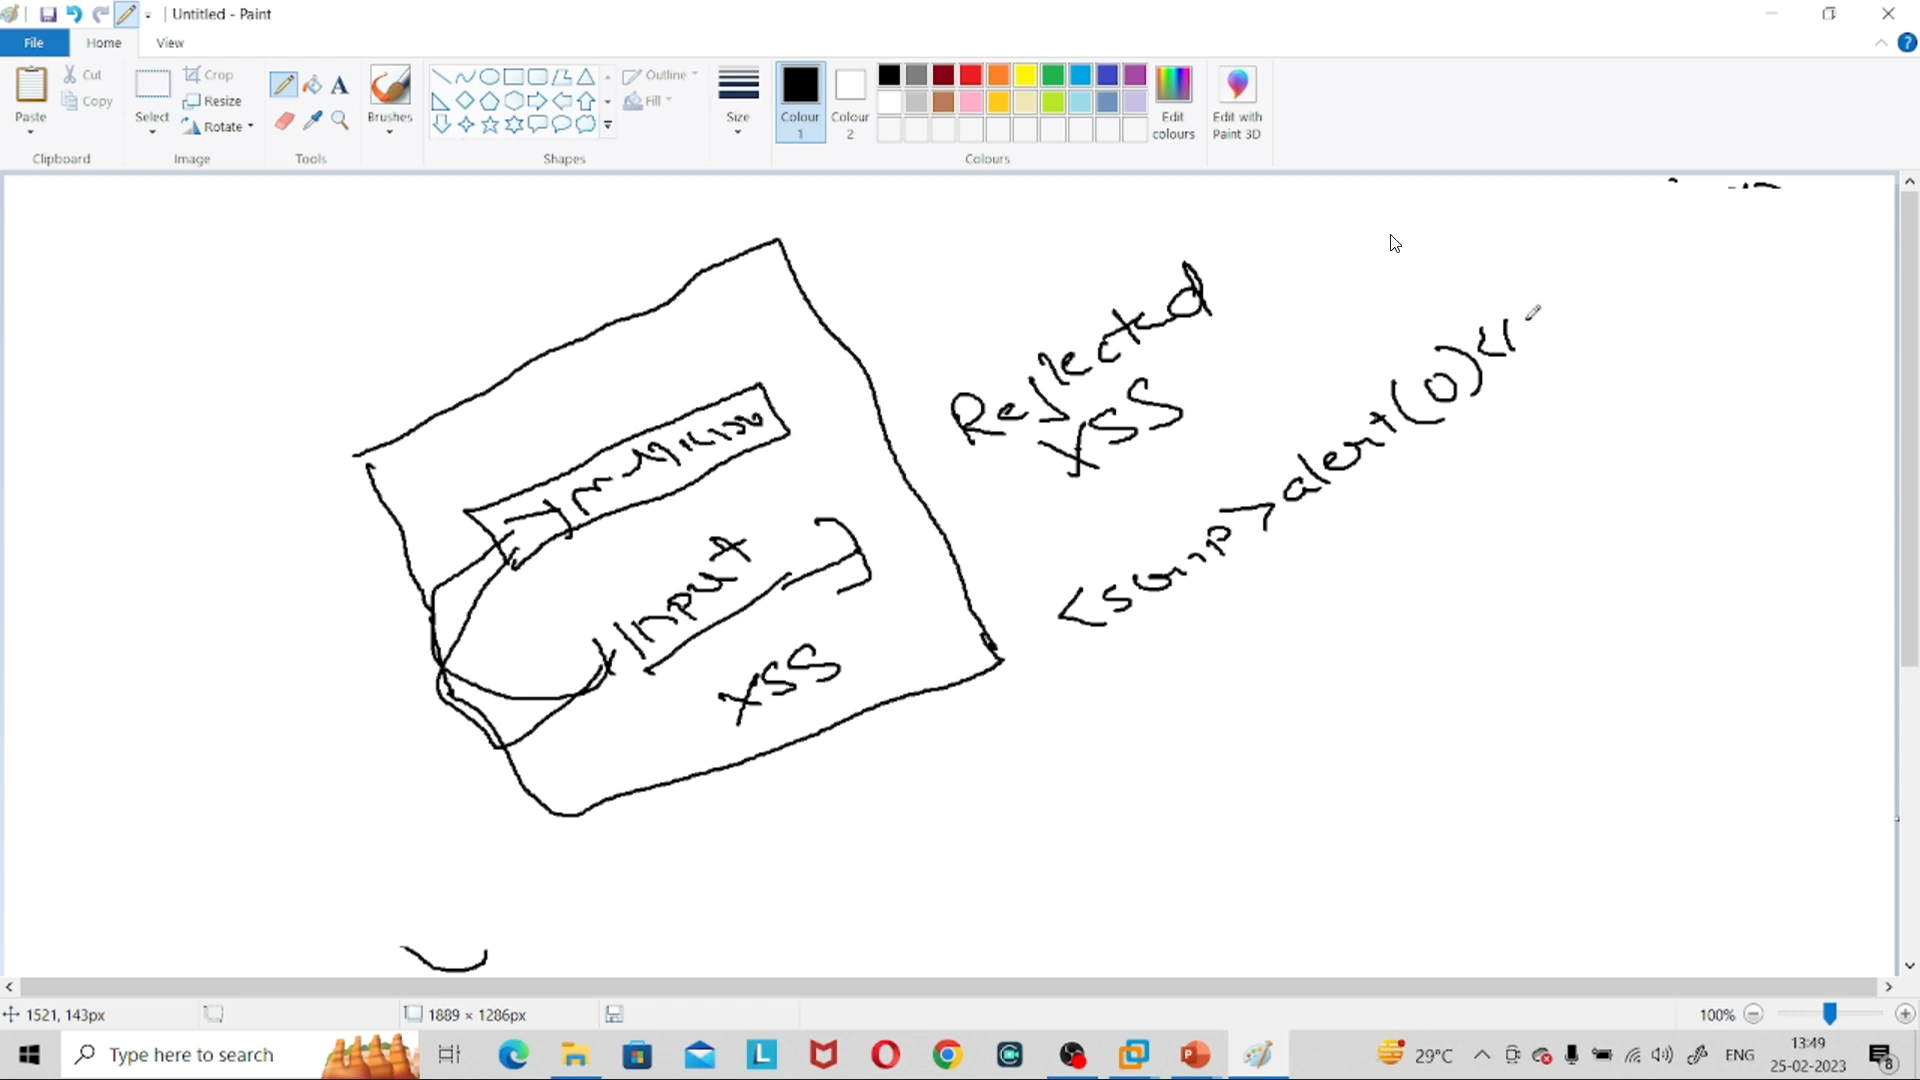 Untitled - Paint
File
Home
View
Paste
Cut
Copy
Clipboard
Select
Crop
Resize
Rotate
Image
Tools
Brushes
Shapes
Outline
Fill
Size
Colour 1
Colour 2
Edit colours
Edit with Paint 3D
Colours
Reflected
XSS
Input
XSS
<scrip>alert(0)</
1521, 143px
1889 × 1286px
100%
Type here to search
29°C
ENG
13:49
25-02-2023
8